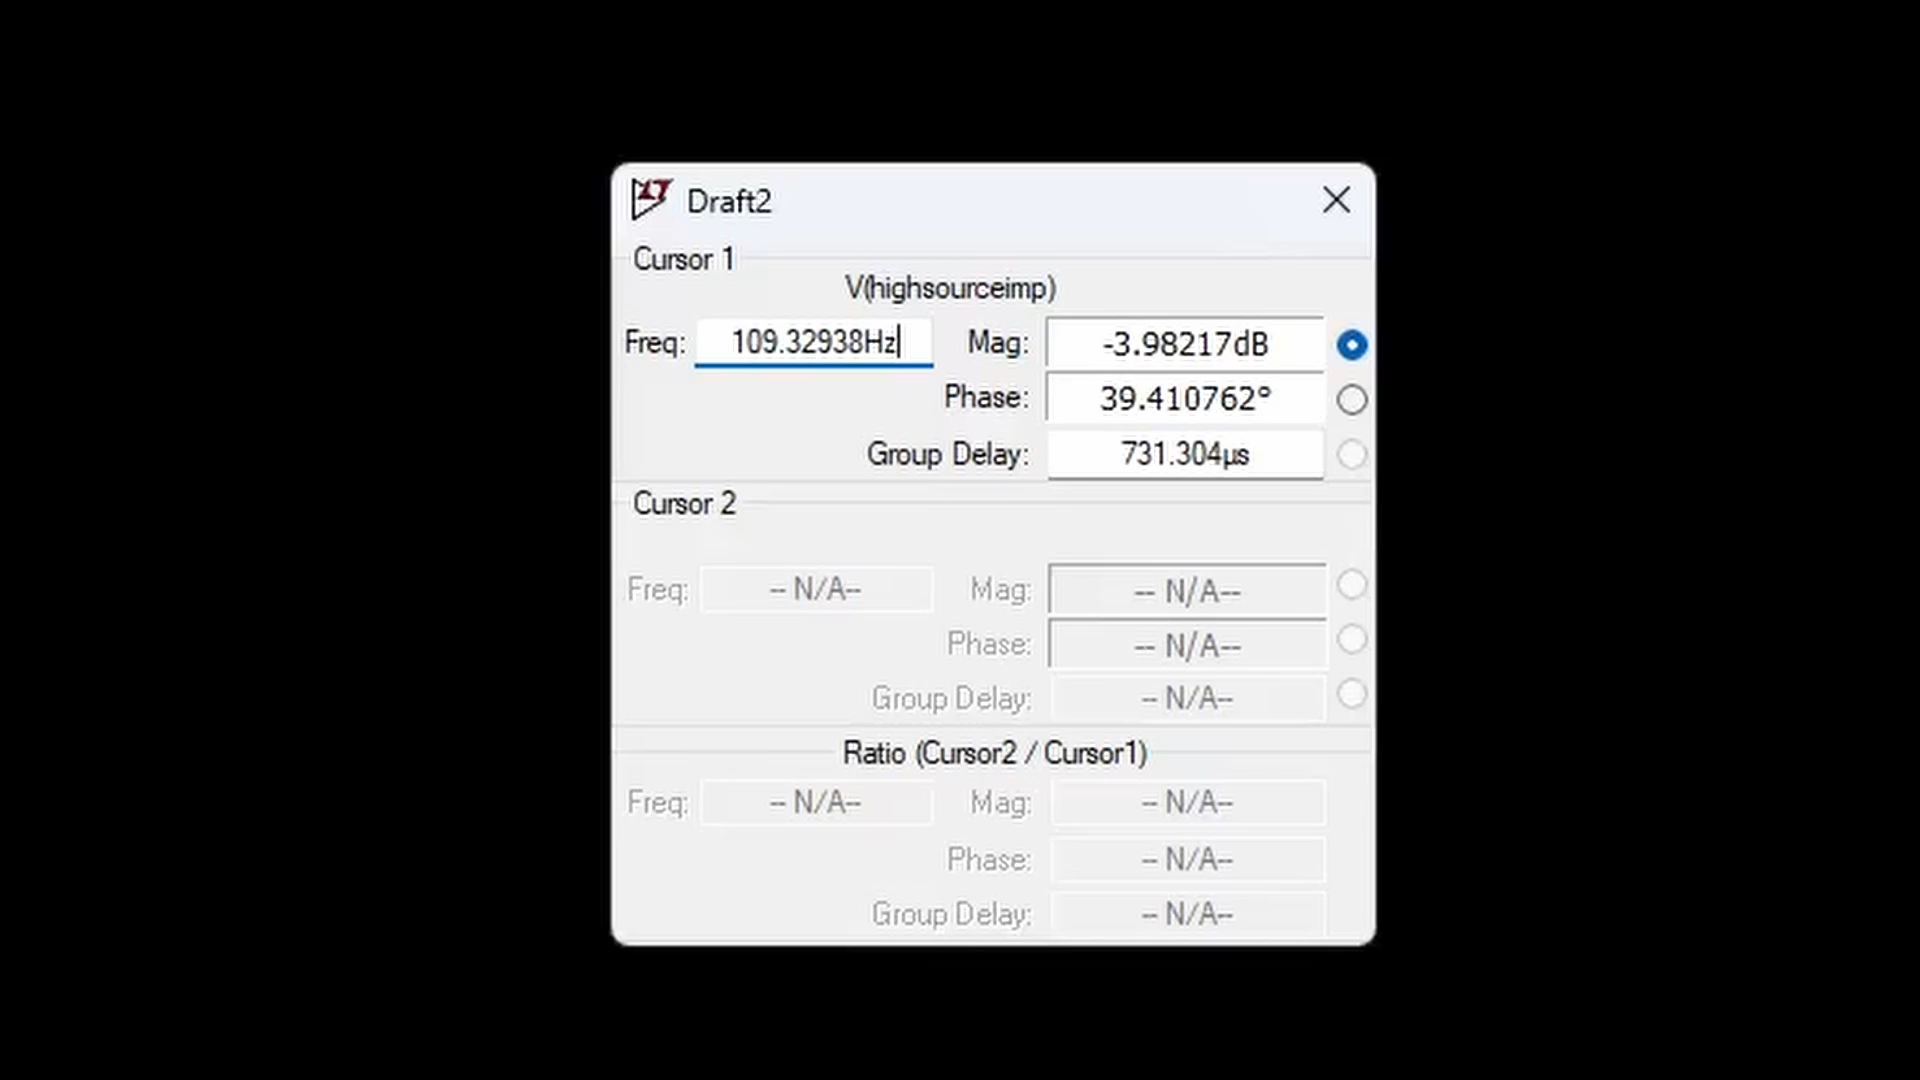 Draft2
Cursor 1
V(highsourceimp)
Freq: 109.32938Hz Mag: -3.98217dB
Phase: 39.410762°
Group Delay: 731.304µs
Cursor 2
Freq: -- N/A-- Mag: -- N/A--
Phase: -- N/A--
Group Delay: -- N/A--
Ratio (Cursor2 / Cursor1)
Freq: -- N/A-- Mag: -- N/A--
Phase: -- N/A--
Group Delay: -- N/A--